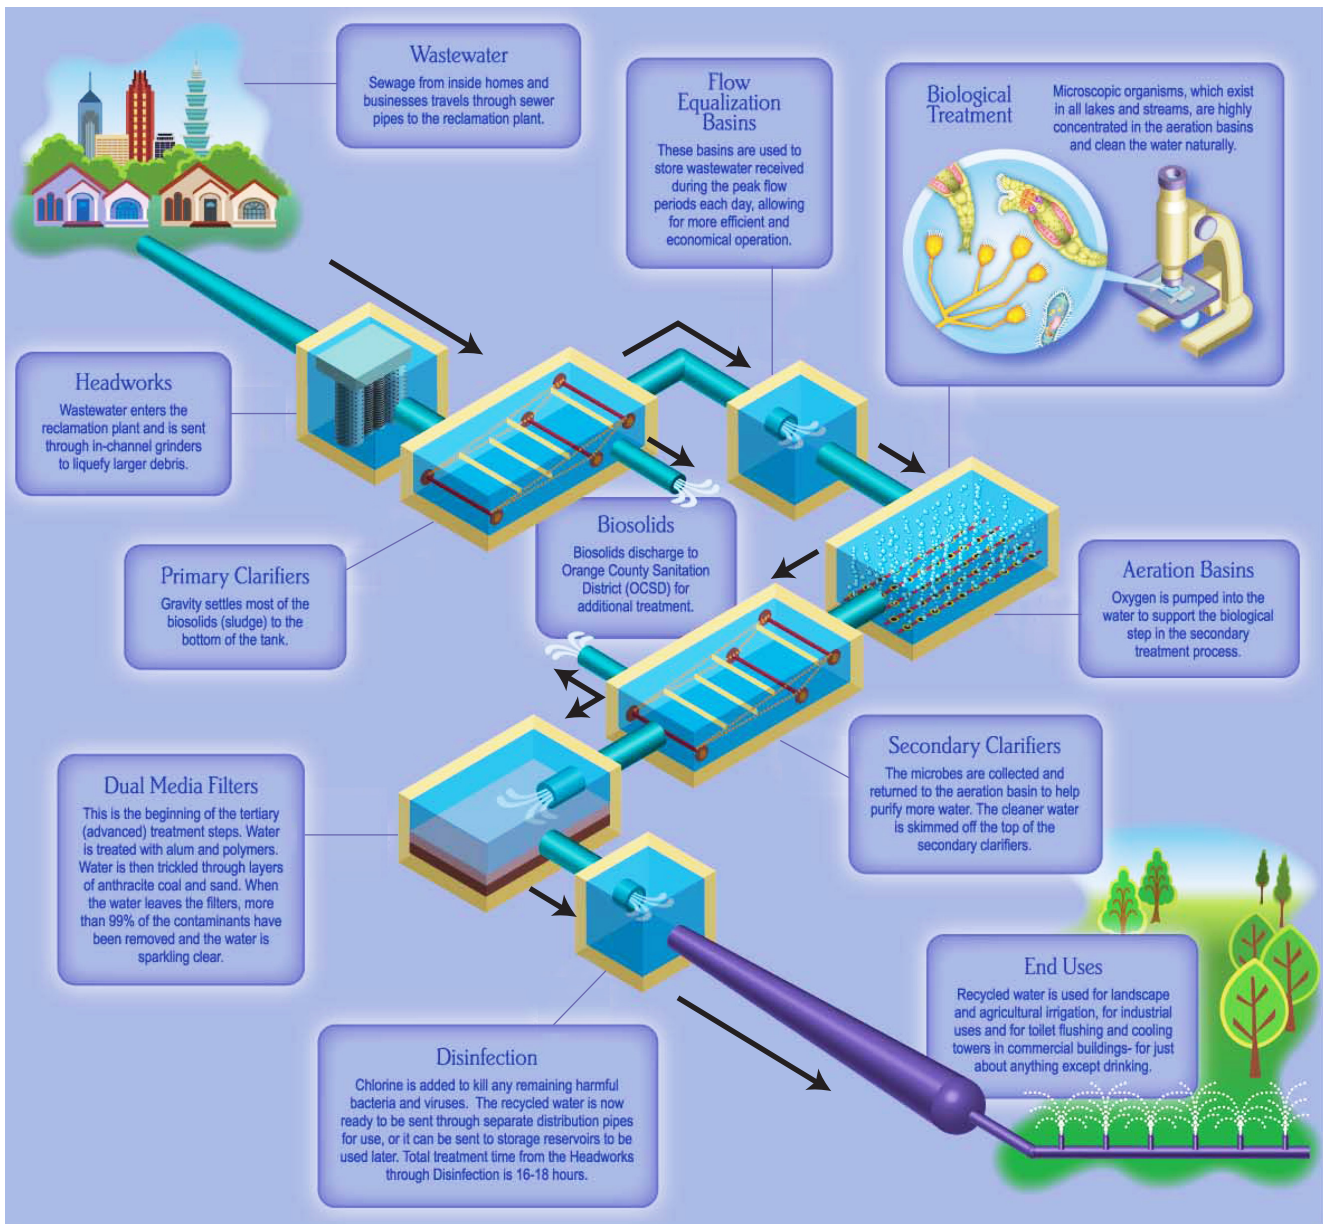 Wastewater
Sewage from inside homes and
businesses travels through sewer
pipes to the reclamation plant.
Flow
Equalization
Basins
These basins are used to
store wastewater received
during the peak flow
periods each day, allowing
for more efficient and
economical operation.
Biological
Treatment
Microscopic organisms, which exist
in all lakes and streams, are highly
concentrated in the aeration basins
and clean the water naturally.
Headworks
Wastewater enters the
reclamation plant and is sent
through in-channel grinders
to liquefy larger debris.
Primary Clarifiers
Gravity settles most of the
biosolids (sludge) to the
bottom of the tank.
Biosolids
Biosolids discharge to
Orange County Sanitation
District (OCSD) for
additional treatment.
Aeration Basins
Oxygen is pumped into the
water to support the biological
step in the secondary
treatment process.
Secondary Clarifiers
The microbes are collected and
returned to the aeration basin to help
purify more water. The cleaner water
is skimmed off the top of the
secondary clarifiers.
Dual Media Filters
This is the beginning of the tertiary
(advanced) treatment steps. Water
is treated with alum and polymers.
Water is then trickled through layers
of anthracite coal and sand. When
the water leaves the filters, more
than 99% of the contaminants have
been removed and the water is
sparkling clear.
Disinfection
Chlorine is added to kill any remaining harmful
bacteria and viruses. The recycled water is now
ready to be sent through separate distribution pipes
for use, or it can be sent to storage reservoirs to be
used later. Total treatment time from the Headworks
through Disinfection is 16-18 hours.
End Uses
Recycled water is used for landscape
and agricultural irrigation, for industrial
uses and for toilet flushing and cooling
towers in commercial buildings- for just
about anything except drinking.